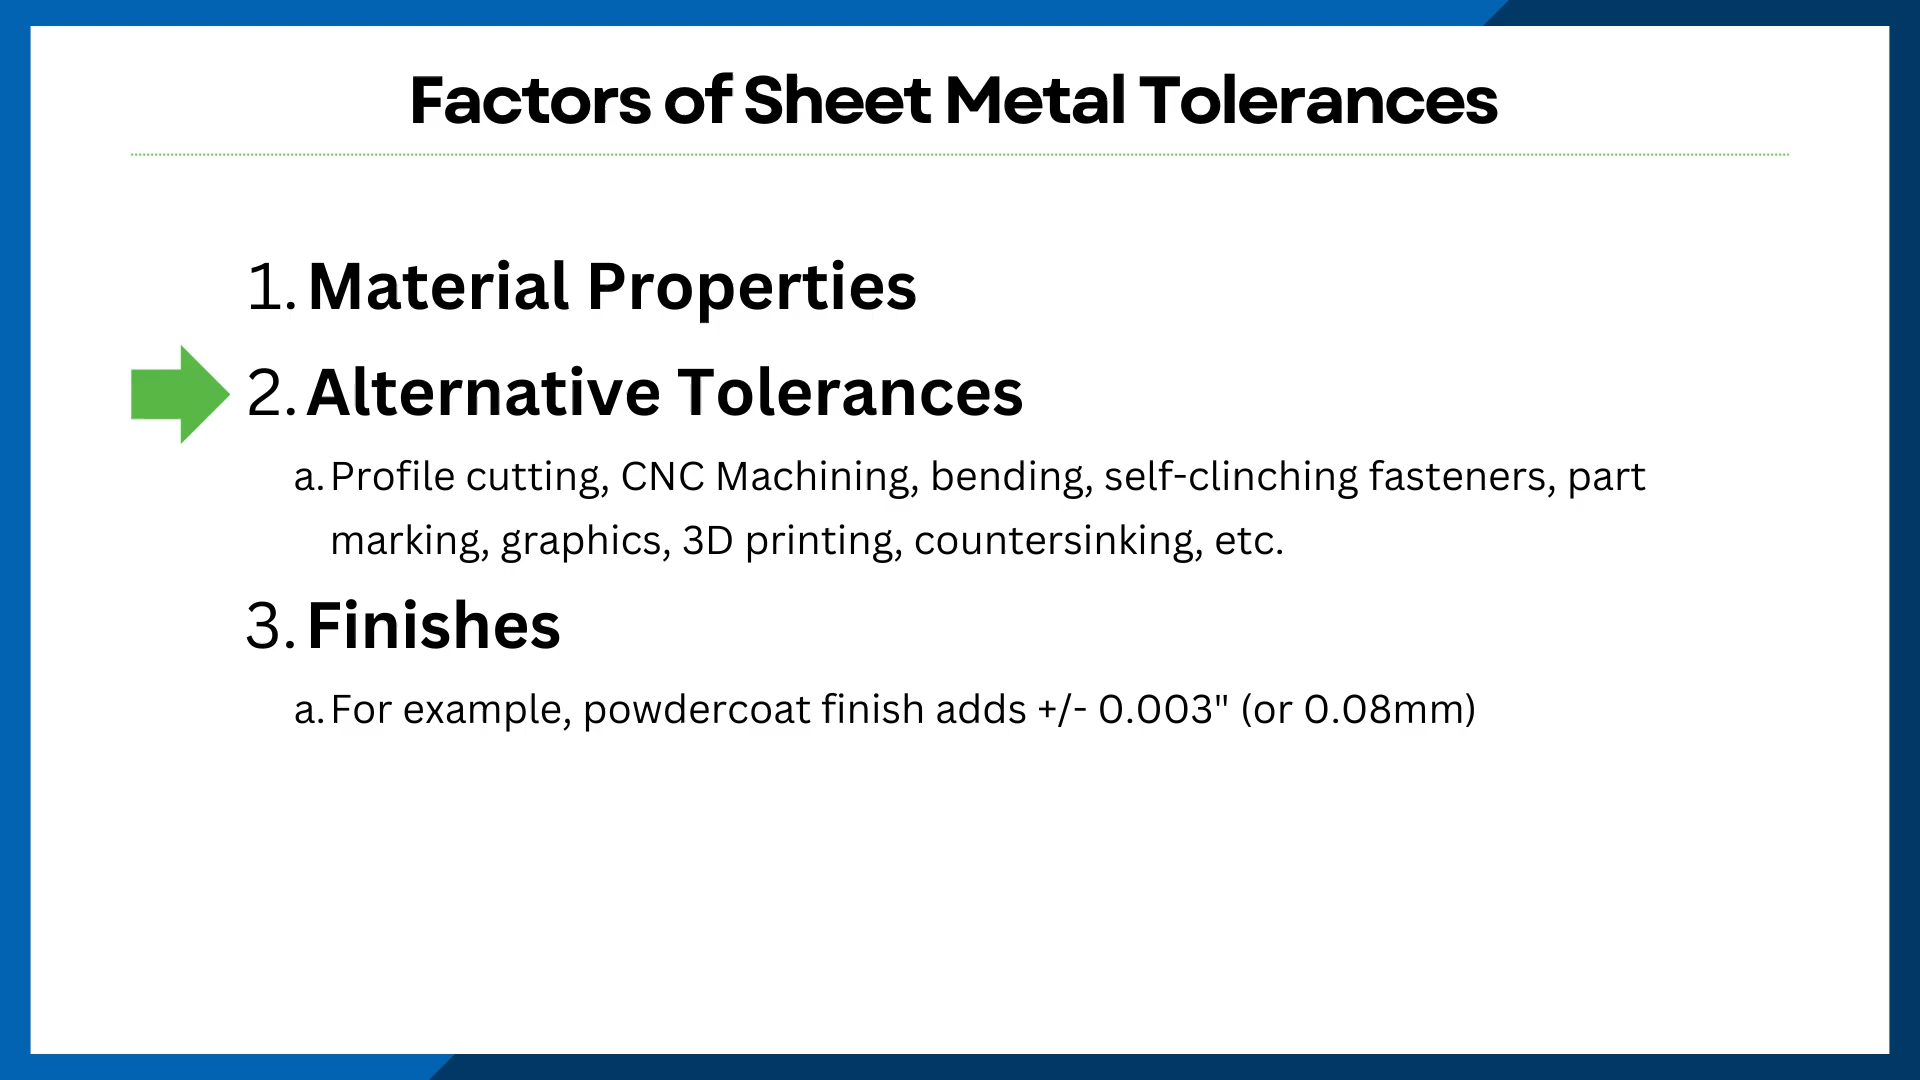 Factors of Sheet Metal Tolerances
1. Material Properties
2. Alternative Tolerances
a. Profile cutting, CNC Machining, bending, self-clinching fasteners, part
marking, graphics, 3D printing, countersinking, etc.
3. Finishes
a. For example, powdercoat finish adds +/- 0.003" (or 0.08mm)